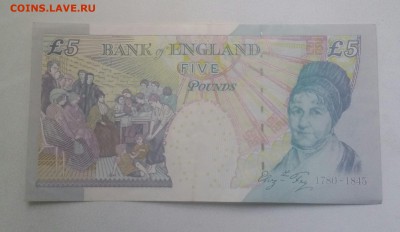 COINS.LAVE.RU
£5
BANK of ENGLAND
£5
FIVE
POUNDS
1780-1845